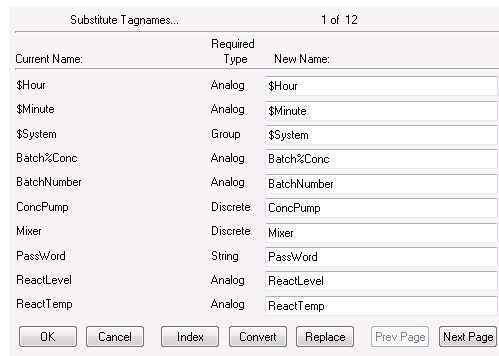 Substitute Tagnames... 1 of 12
Required
Current Name: Type New Name:
$Hour Analog $Hour
$Minute Analog $Minute
$System Group $System
Batch%Conc Analog Batch%Conc
BatchNumber Analog BatchNumber
ConcPump Discrete ConcPump
Mixer Discrete Mixer
PassWord String PassWord
ReactLevel Analog ReactLevel
ReactTemp Analog ReactTemp
OK Cancel Index Convert Replace Prev Page Next Page